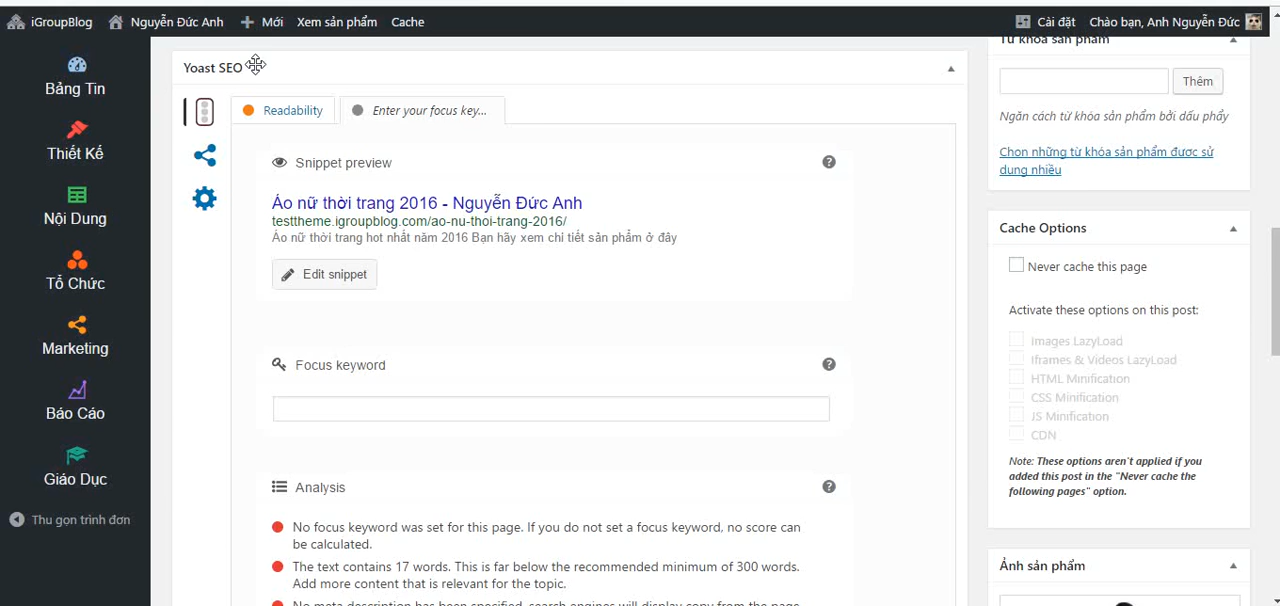 iGroupBlog Nguyễn Đức Anh Mới Xem sản phẩm Cache Cài đặt Chào bạn, Anh Nguyễn Đức
Bảng Tin
Thiết Kế
Nội Dung
Tổ Chức
Marketing
Báo Cáo
Giáo Dục
Thu gọn trình đơn
Yoast SEO
Readability Enter your focus key...
Snippet preview
Áo nữ thời trang 2016 - Nguyễn Đức Anh
testtheme.igroupblog.com/ao-nu-thoi-trang-2016/
Áo nữ thời trang hot nhất năm 2016 Bạn hãy xem chi tiết sản phẩm ở đây
Edit snippet
Focus keyword
Analysis
No focus keyword was set for this page. If you do not set a focus keyword, no score can
be calculated.
The text contains 17 words. This is far below the recommended minimum of 300 words.
Add more content that is relevant for the topic.
No meta description has been specified, search engines will display copy from the page
Từ khóa sản phẩm
Thêm
Ngăn cách từ khóa sản phẩm bởi dấu phẩy
Chọn những từ khóa sản phẩm được sử
dụng nhiều
Cache Options
Never cache this page
Activate these options on this post:
Images LazyLoad
Iframes & Videos LazyLoad
HTML Minification
CSS Minification
JS Minification
CDN
Note: These options aren't applied if you
added this post in the "Never cache the
following pages" option.
Ảnh sản phẩm